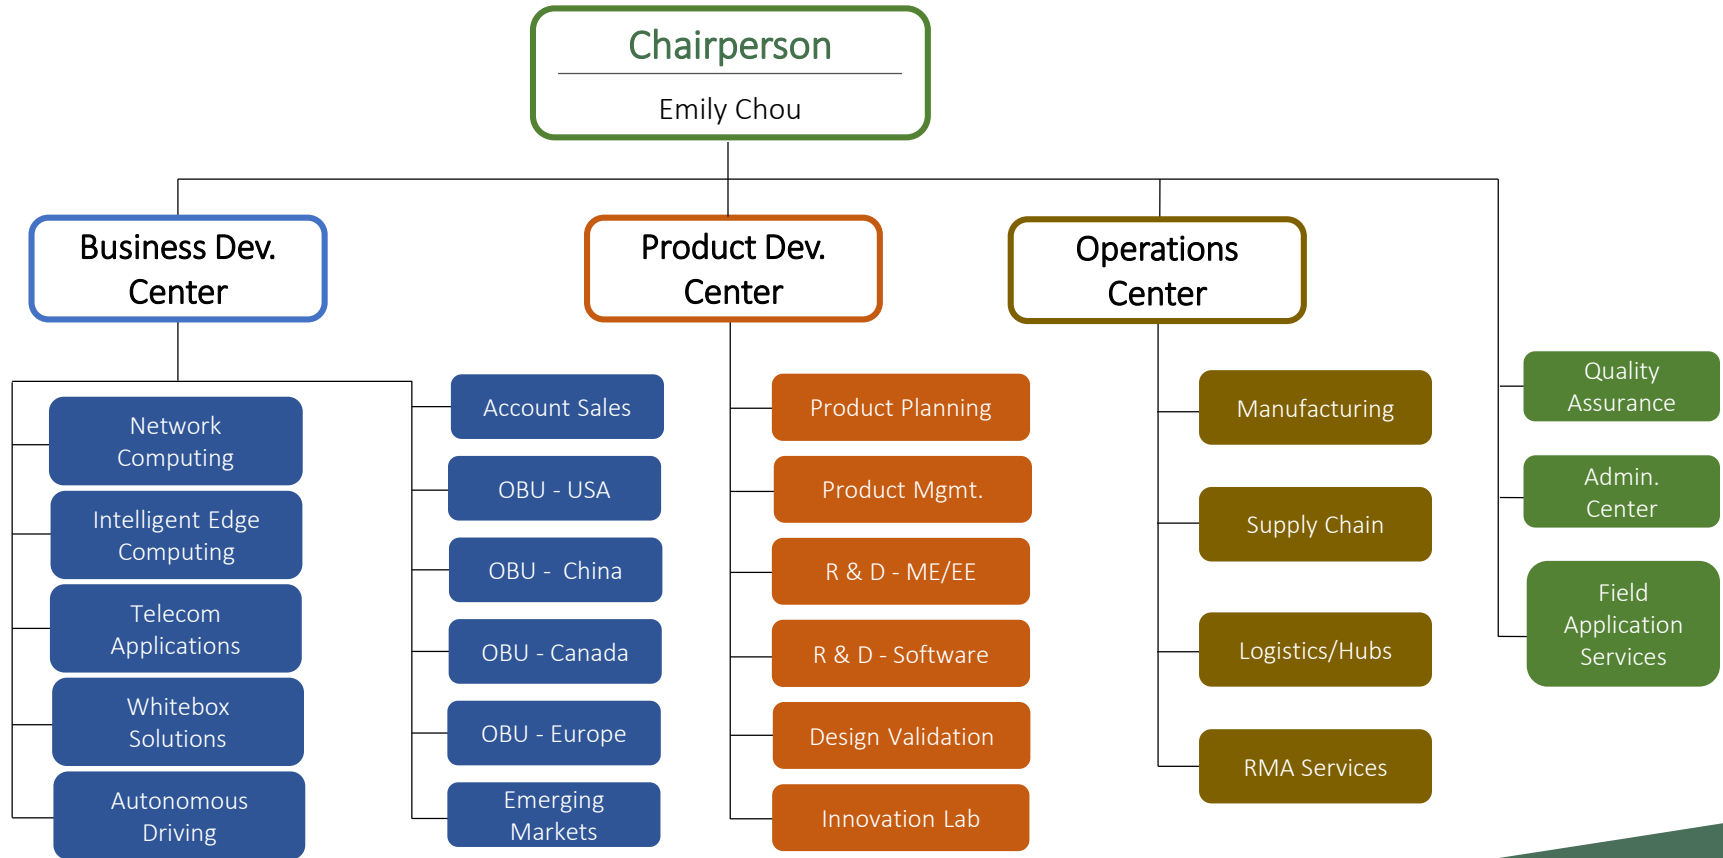 Chairperson
Emily Chou
Business Dev.
Center
Product Dev.
Center
Operations
Center
Network
Computing
Intelligent Edge
Computing
Telecom
Applications
Whitebox
Solutions
Autonomous
Driving
Account Sales
OBU - USA
OBU -  China
OBU - Canada
OBU - Europe
Emerging
Markets
Product Planning
Product Mgmt.
R & D - ME/EE
R & D - Software
Design Validation
Innovation Lab
Manufacturing
Supply Chain
Logistics/Hubs
RMA Services
Quality
Assurance
Admin.
Center
Field
Application
Services